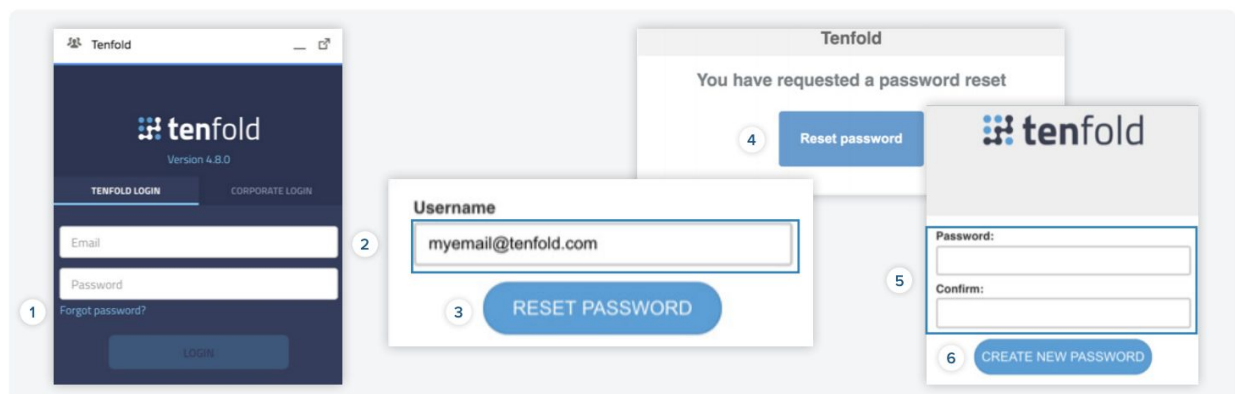 Tenfold
tenfold
Version 4.8.0
TENFOLD LOGIN
CORPORATE LOGIN
Email
Password
1
Forgot password?
LOGIN
2
Username
myemail@tenfold.com
3
RESET PASSWORD
Tenfold
You have requested a password reset
4
Reset password
tenfold
5
Password:
Confirm:
6
CREATE NEW PASSWORD